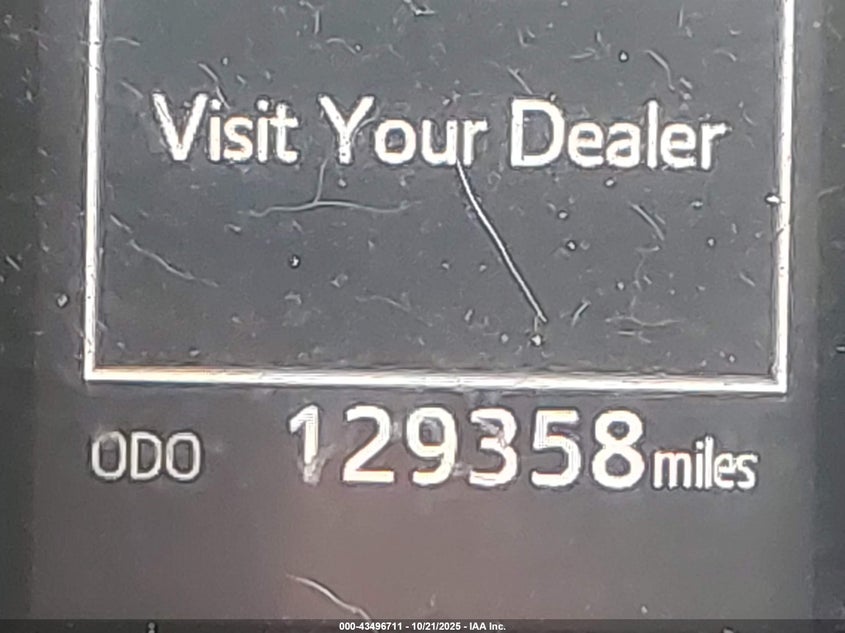 Visit Your Dealer
ODO 129358 miles
000-43496711 - 10/21/2025 - IAA Inc.